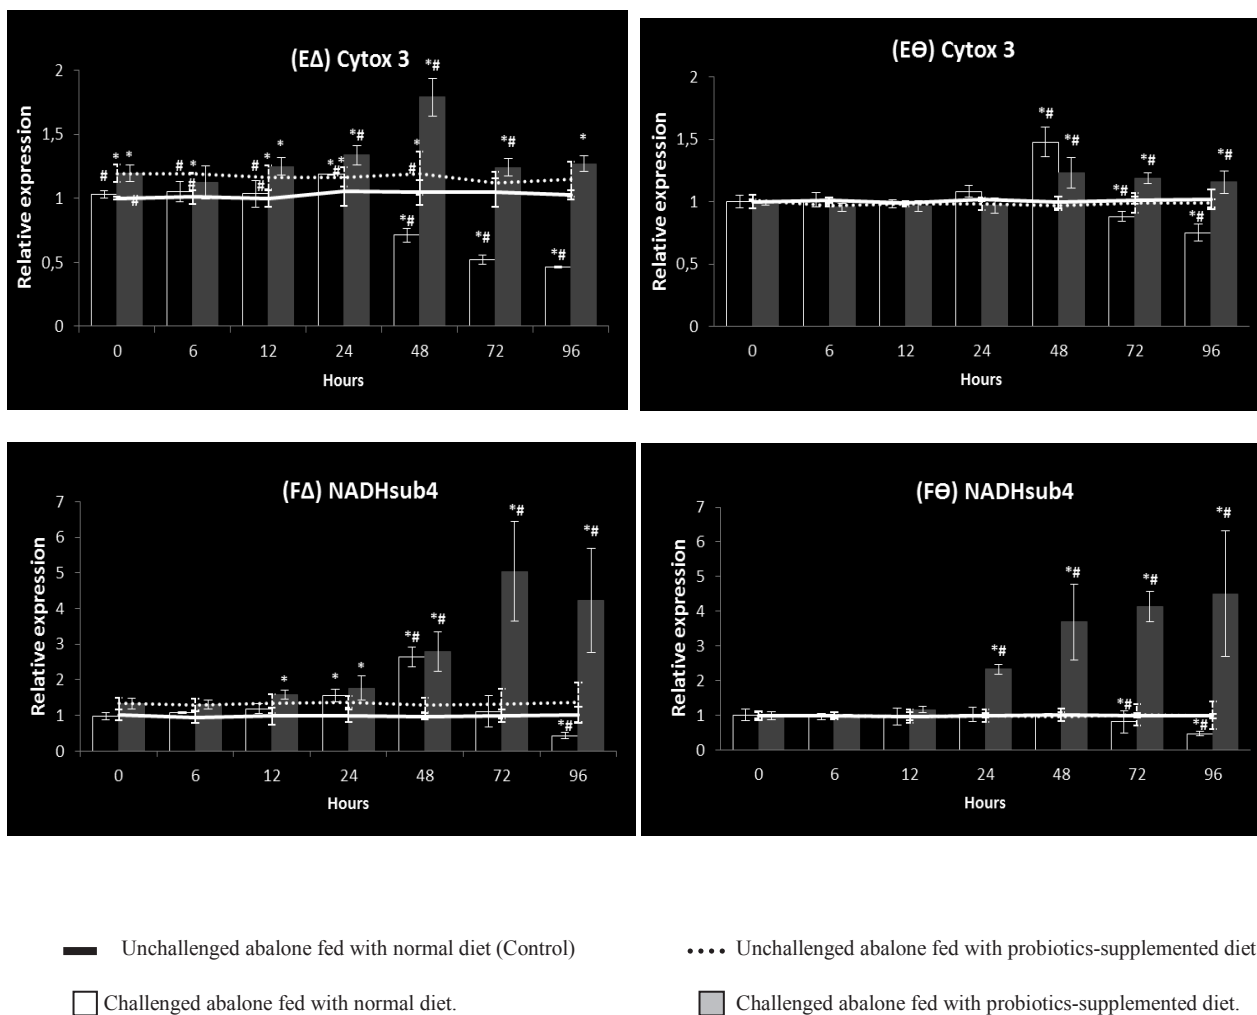 (EΔ) Cytox 3
Relative expression
2
1,5
1
0,5
0
# * * # # * # # * # * * * # *# * # *# *# *# *# *# *
0 6 12 24 48 72 96
Hours
(EΘ) Cytox 3
Relative expression
2
1,5
1
0,5
0
*# *# *# *# *# *#
0 6 12 24 48 72 96
Hours
(FΔ) NADHsub4
Relative expression
7
6
5
4
3
2
1
0
* * * *# *# *# *# *#
0 6 12 24 48 72 96
Hours
(FΘ) NADHsub4
Relative expression
7
6
5
4
3
2
1
0
*# *# *# *# *# *#
0 6 12 24 48 72 96
Hours
Unchallenged abalone fed with normal diet (Control)
Unchallenged abalone fed with probiotics-supplemented diet
Challenged abalone fed with normal diet.
Challenged abalone fed with probiotics-supplemented diet.